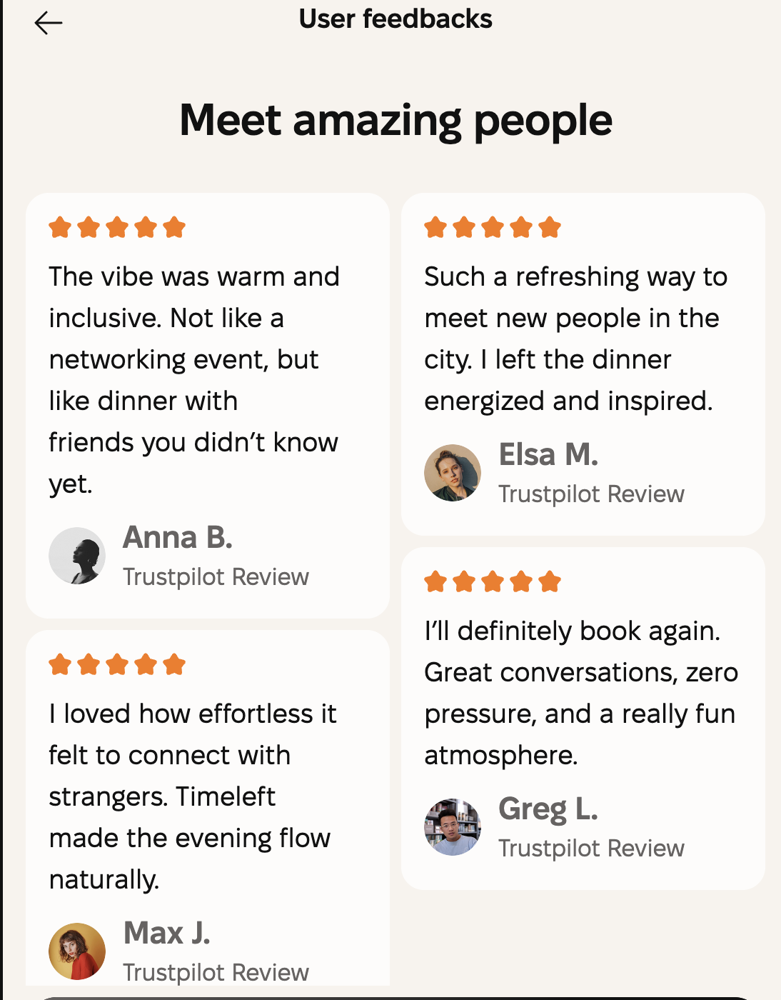 User feedbacks
Meet amazing people
The vibe was warm and
inclusive. Not like a
networking event, but
like dinner with
friends you didn’t know
yet.
Anna B.
Trustpilot Review
I loved how effortless it
felt to connect with
strangers. Timeleft
made the evening flow
naturally.
Max J.
Trustpilot Review
Such a refreshing way to
meet new people in the
city. I left the dinner
energized and inspired.
Elsa M.
Trustpilot Review
I’ll definitely book again.
Great conversations, zero
pressure, and a really fun
atmosphere.
Greg L.
Trustpilot Review